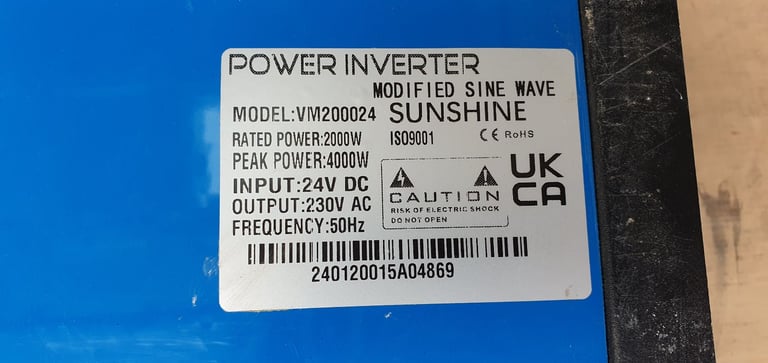 POWER INVERTER
MODIFIED SINE WAVE
MODEL:VM200024 SUNSHINE
RATED POWER:2000W ISO9001 CE RoHS
PEAK POWER:4000W
INPUT:24V DC
OUTPUT:230V AC
FREQUENCY:50Hz
CAUTION
RISK OF ELECTRIC SHOCK
DO NOT OPEN
UK
CA
240120015A04869